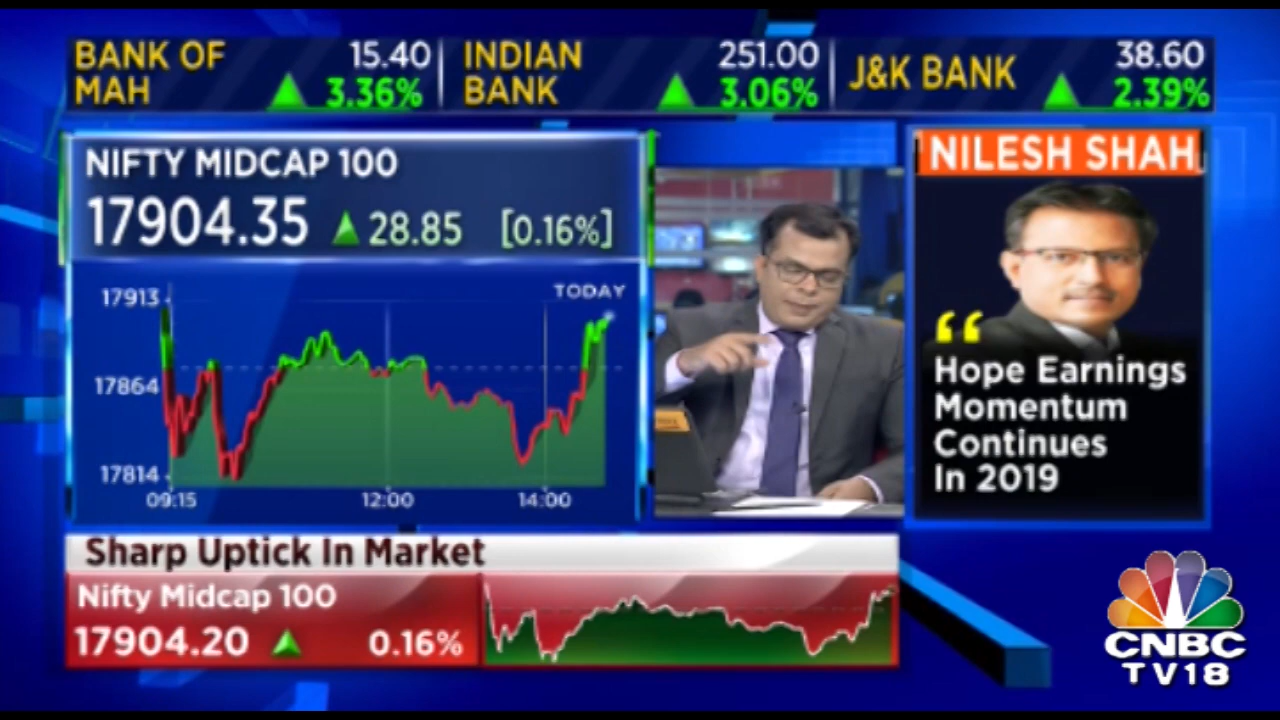 BANK OF
MAH
15.40
▲ 3.36%
INDIAN
BANK
251.00
▲ 3.06%
J&K BANK
38.60
▲ 2.39%
NIFTY MIDCAP 100
17904.35 ▲ 28.85 [0.16%]
TODAY
17913
17864
17814
09:15 12:00 14:00
NILESH SHAH
“
Hope Earnings
Momentum
Continues
In 2019
Sharp Uptick In Market
Nifty Midcap 100
17904.20 ▲ 0.16%
CNBC
TV18